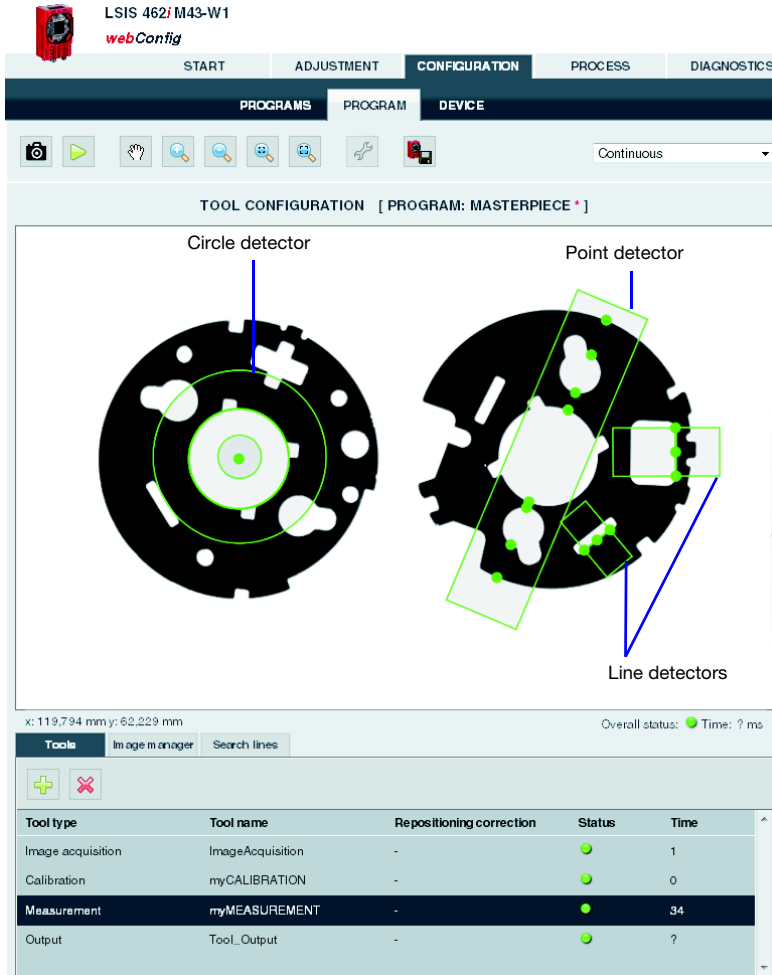 LSIS 462i M43-W1
webConfig
START ADJUSTMENT CONFIGURATION PROCESS DIAGNOSTICS
PROGRAMS PROGRAM DEVICE
Continuous
TOOL CONFIGURATION [ PROGRAM: MASTERPIECE * ]
Circle detector
Point detector
Line detectors
x: 119,794 mm y: 62,229 mm
Overall status: Time: ? ms
Tools Image manager Search lines
Tool type Tool name Repositioning correction Status Time
Image acquisition ImageAcquisition - 1
Calibration myCALIBRATION - 0
Measurement myMEASUREMENT - 34
Output Tool_Output - ?